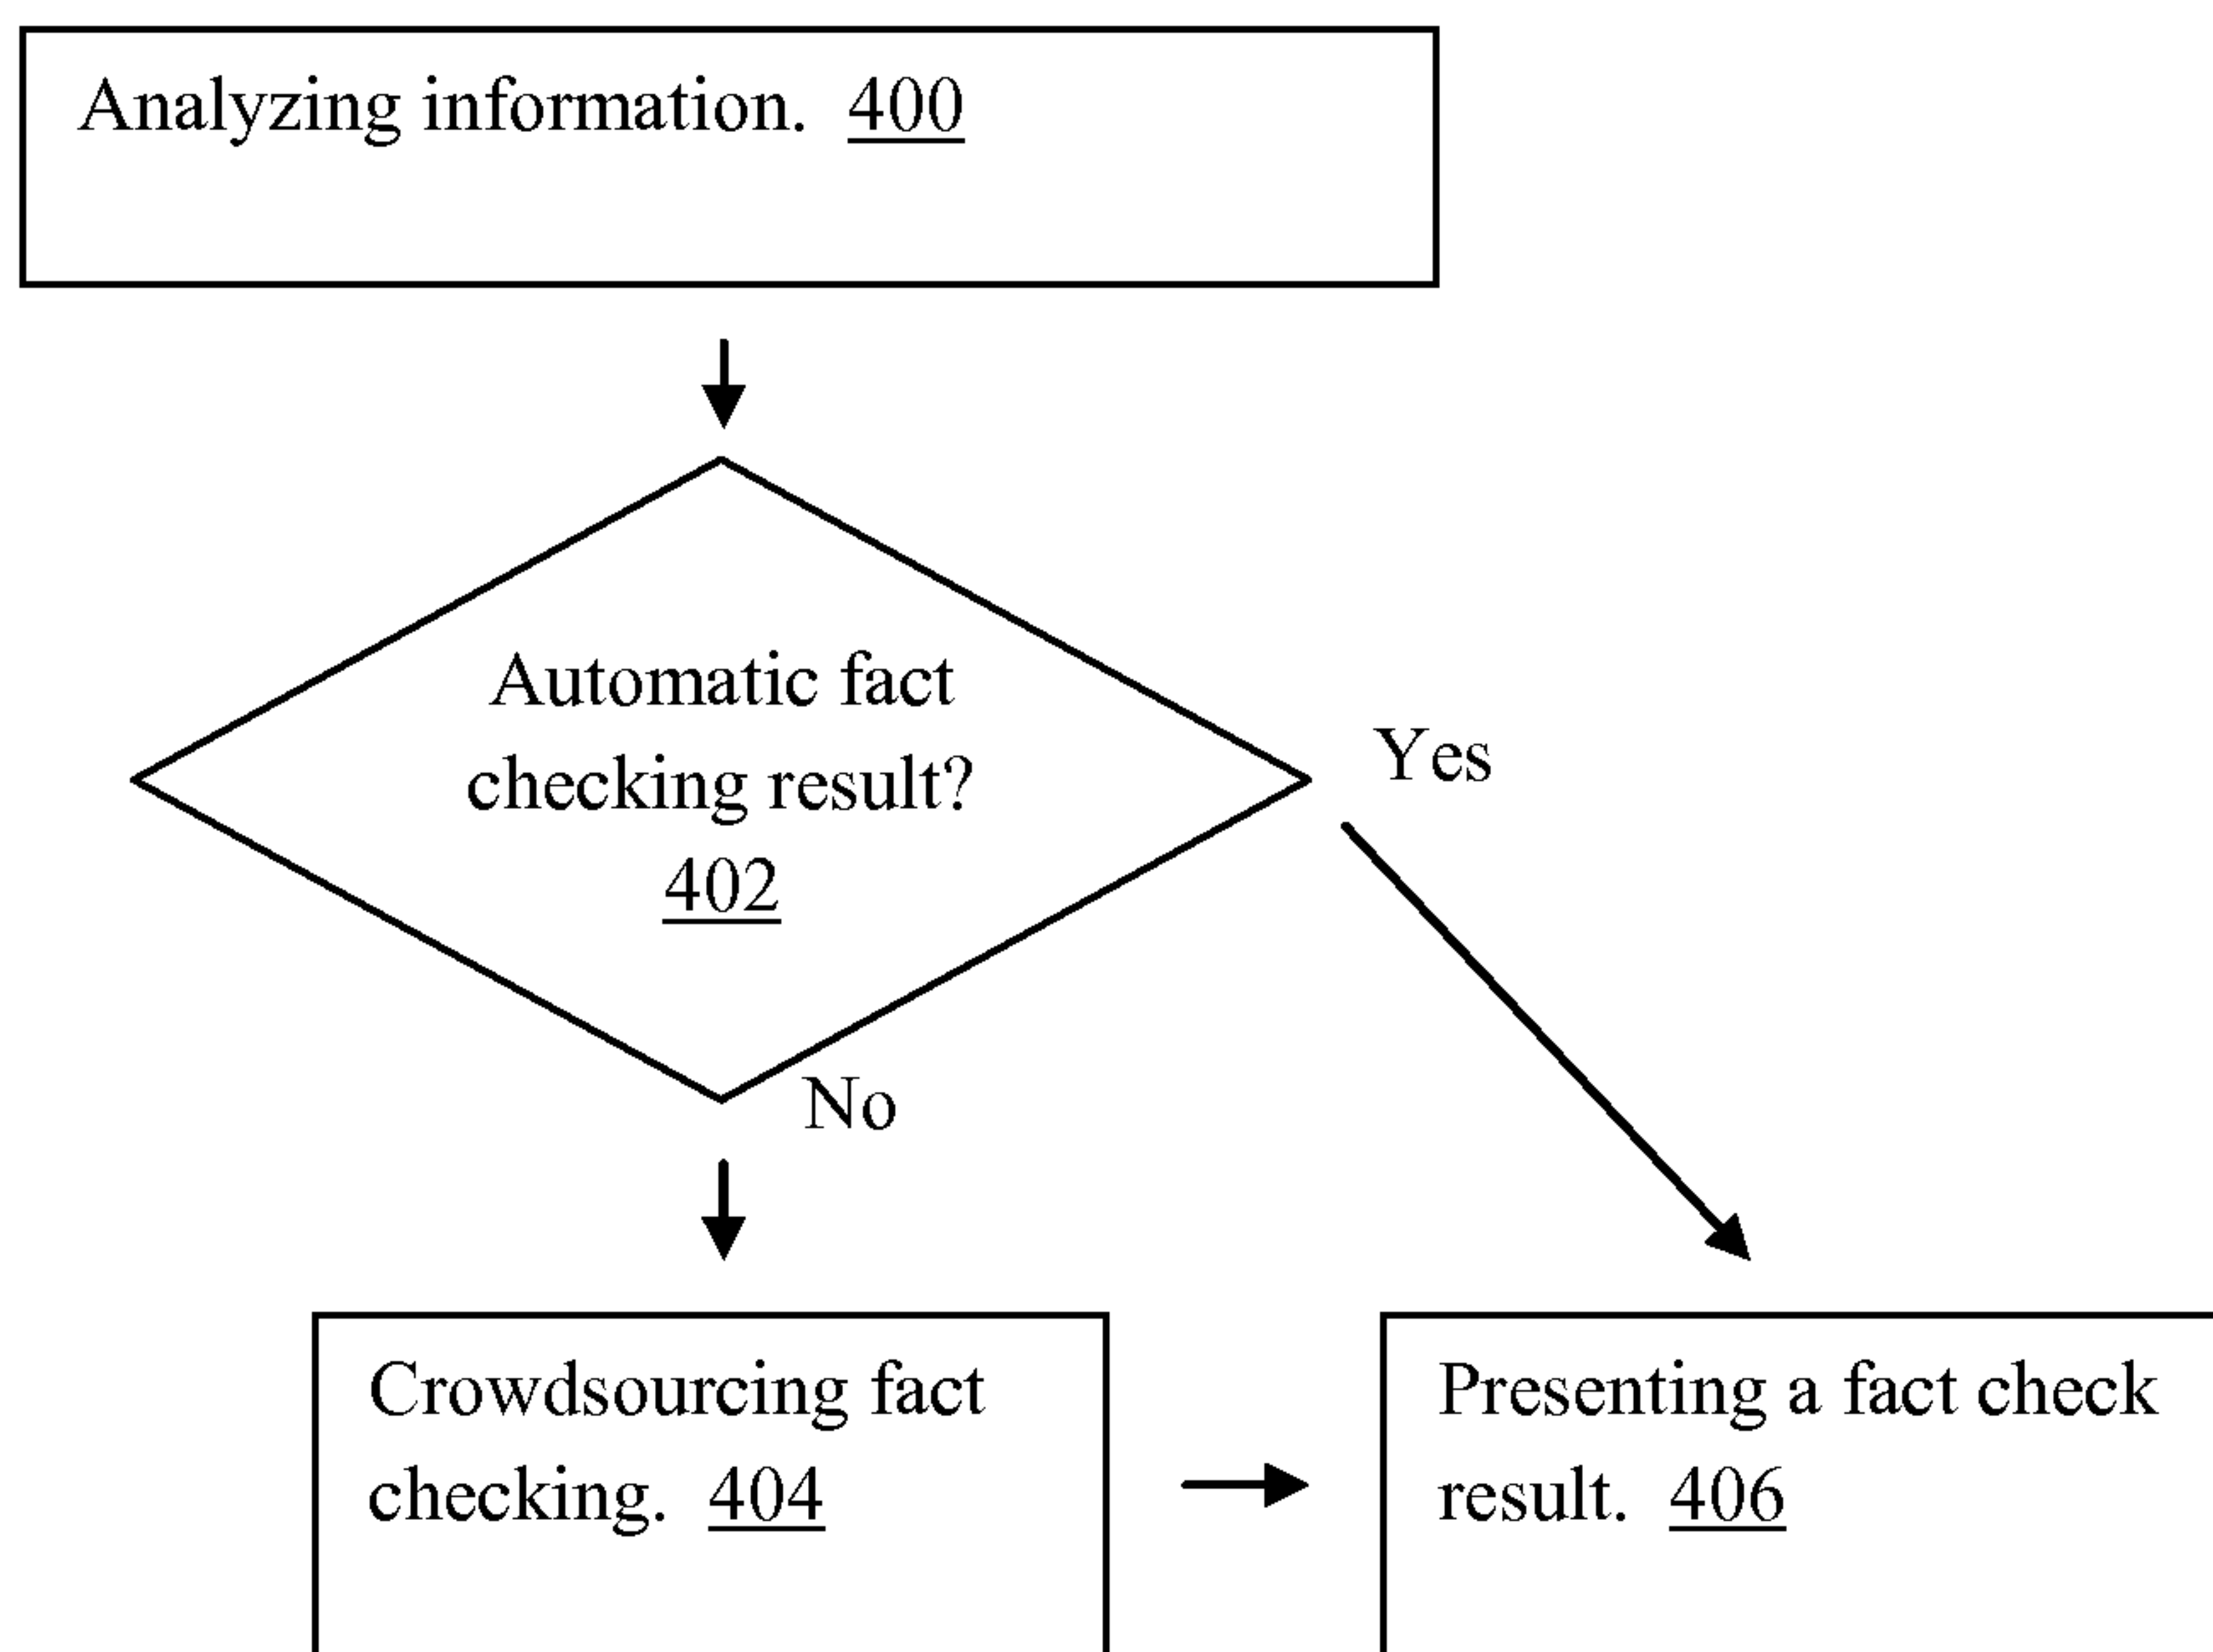 Analyzing information. 400
Automatic fact
checking result?
402
Yes
No
Crowdsourcing fact
checking. 404
Presenting a fact check
result. 406